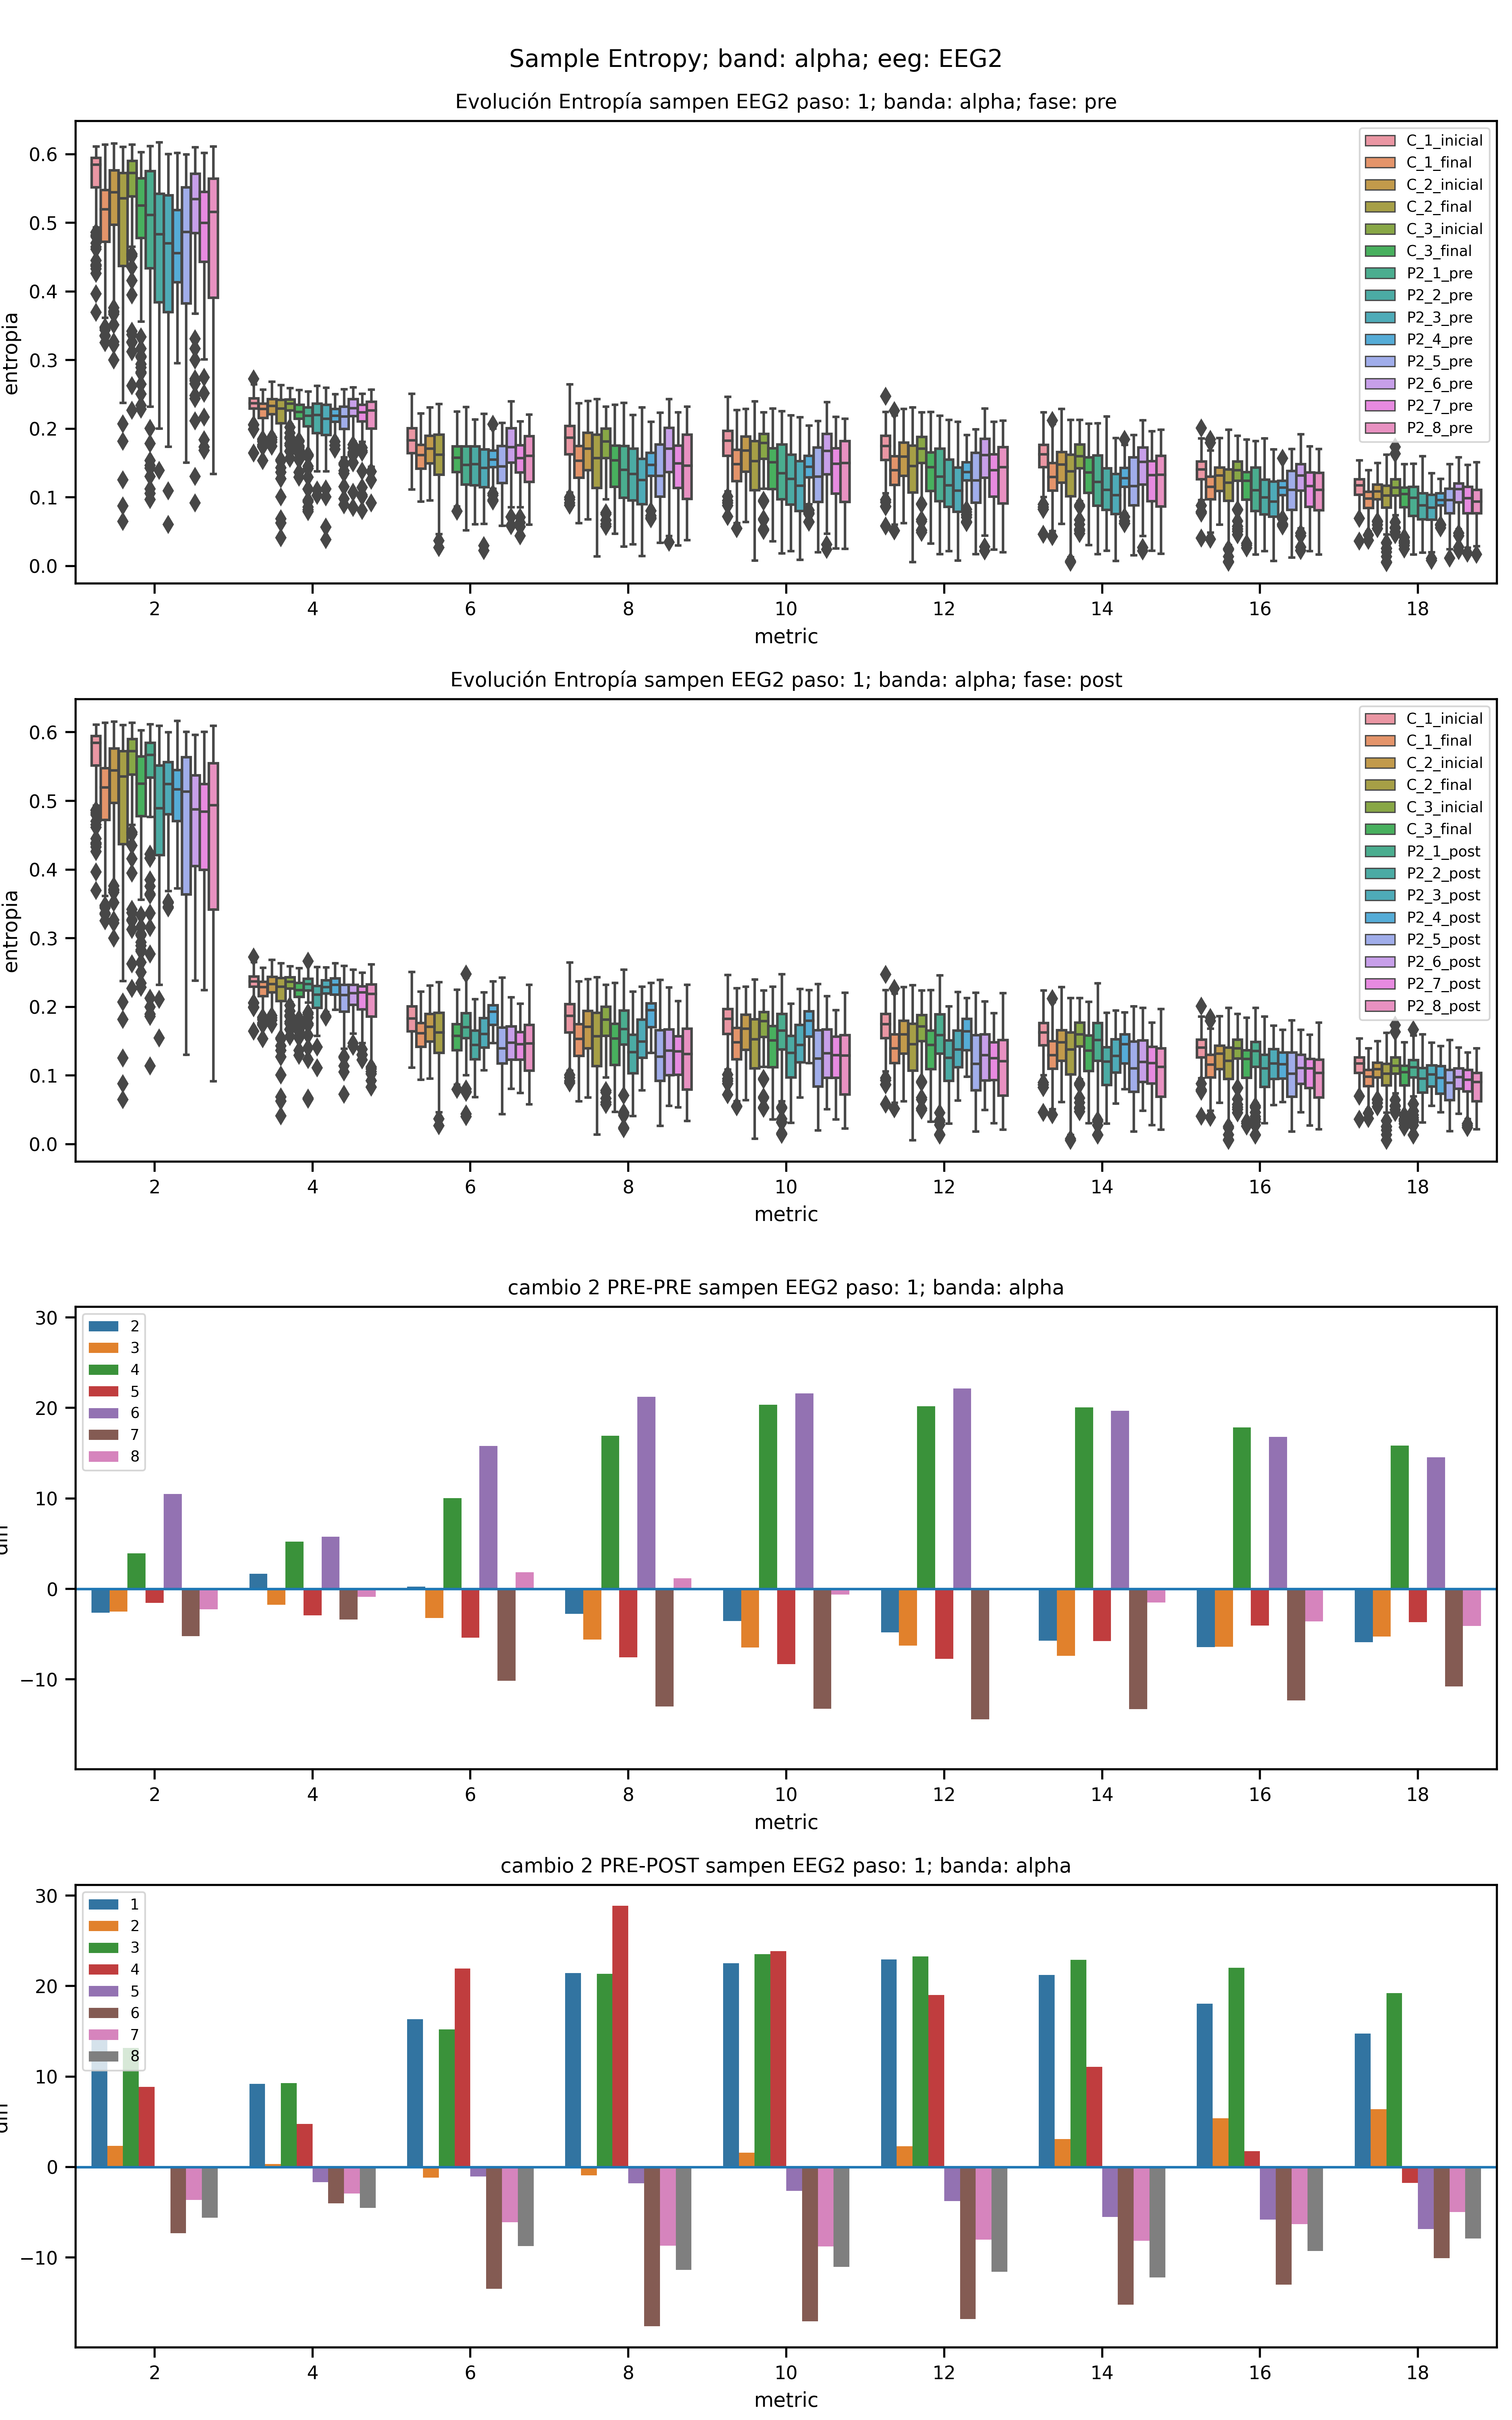 Sample Entropy; band: alpha; eeg: EEG2
Evolución Entropía sampen EEG2 paso: 1; banda: alpha; fase: pre
entropia
0.6
0.5
0.4
0.3
0.2
0.1
0.0
C_1_inicial
C_1_final
C_2_inicial
C_2_final
C_3_inicial
C_3_final
P2_1_pre
P2_2_pre
P2_3_pre
P2_4_pre
P2_5_pre
P2_6_pre
P2_7_pre
P2_8_pre
2 4 6 8 10 12 14 16 18
metric
Evolución Entropía sampen EEG2 paso: 1; banda: alpha; fase: post
entropia
0.6
0.5
0.4
0.3
0.2
0.1
0.0
C_1_inicial
C_1_final
C_2_inicial
C_2_final
C_3_inicial
C_3_final
P2_1_post
P2_2_post
P2_3_post
P2_4_post
P2_5_post
P2_6_post
P2_7_post
P2_8_post
2 4 6 8 10 12 14 16 18
metric
cambio 2 PRE-PRE sampen EEG2 paso: 1; banda: alpha
30
20
10
0
−10
2
3
4
5
6
7
8
2 4 6 8 10 12 14 16 18
metric
cambio 2 PRE-POST sampen EEG2 paso: 1; banda: alpha
30
20
10
0
−10
1
2
3
4
5
6
7
8
2 4 6 8 10 12 14 16 18
metric